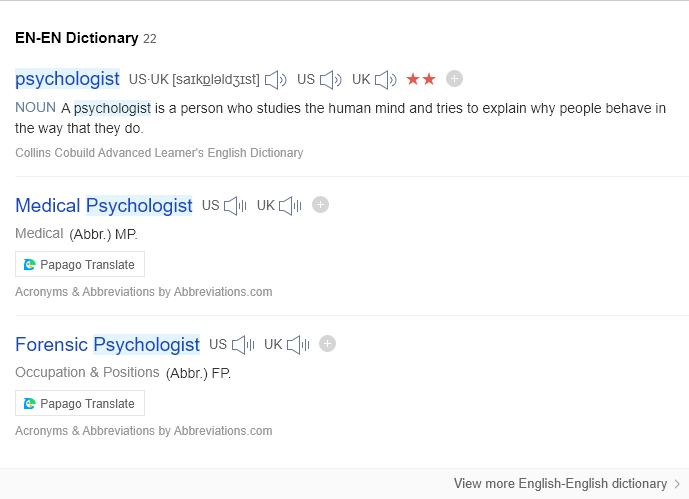 EN-EN Dictionary 22
psychologist US·UK [saɪkɒlədʒɪst] US UK
NOUN A psychologist is a person who studies the human mind and tries to explain why people behave in
the way that they do.
Collins Cobuild Advanced Learner's English Dictionary
Medical Psychologist US UK
Medical (Abbr.) MP.
Papago Translate
Acronyms & Abbreviations by Abbreviations.com
Forensic Psychologist US UK
Occupation & Positions (Abbr.) FP.
Papago Translate
Acronyms & Abbreviations by Abbreviations.com
View more English-English dictionary